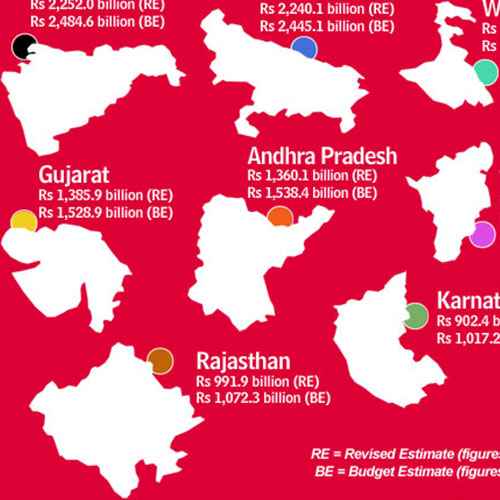 Rs 2,252.0 billion (RE)
Rs 2,484.6 billion (BE)
Rs 2,240.1 billion (RE)
Rs 2,445.1 billion (BE)
W
Rs
Rs
Gujarat
Rs 1,385.9 billion (RE)
Rs 1,528.9 billion (BE)
Andhra Pradesh
Rs 1,360.1 billion (RE)
Rs 1,538.4 billion (BE)
Karnat
Rs 902.4 b
Rs 1,017.2
Rajasthan
Rs 991.9 billion (RE)
Rs 1,072.3 billion (BE)
RE = Revised Estimate (figures
BE = Budget Estimate (figures